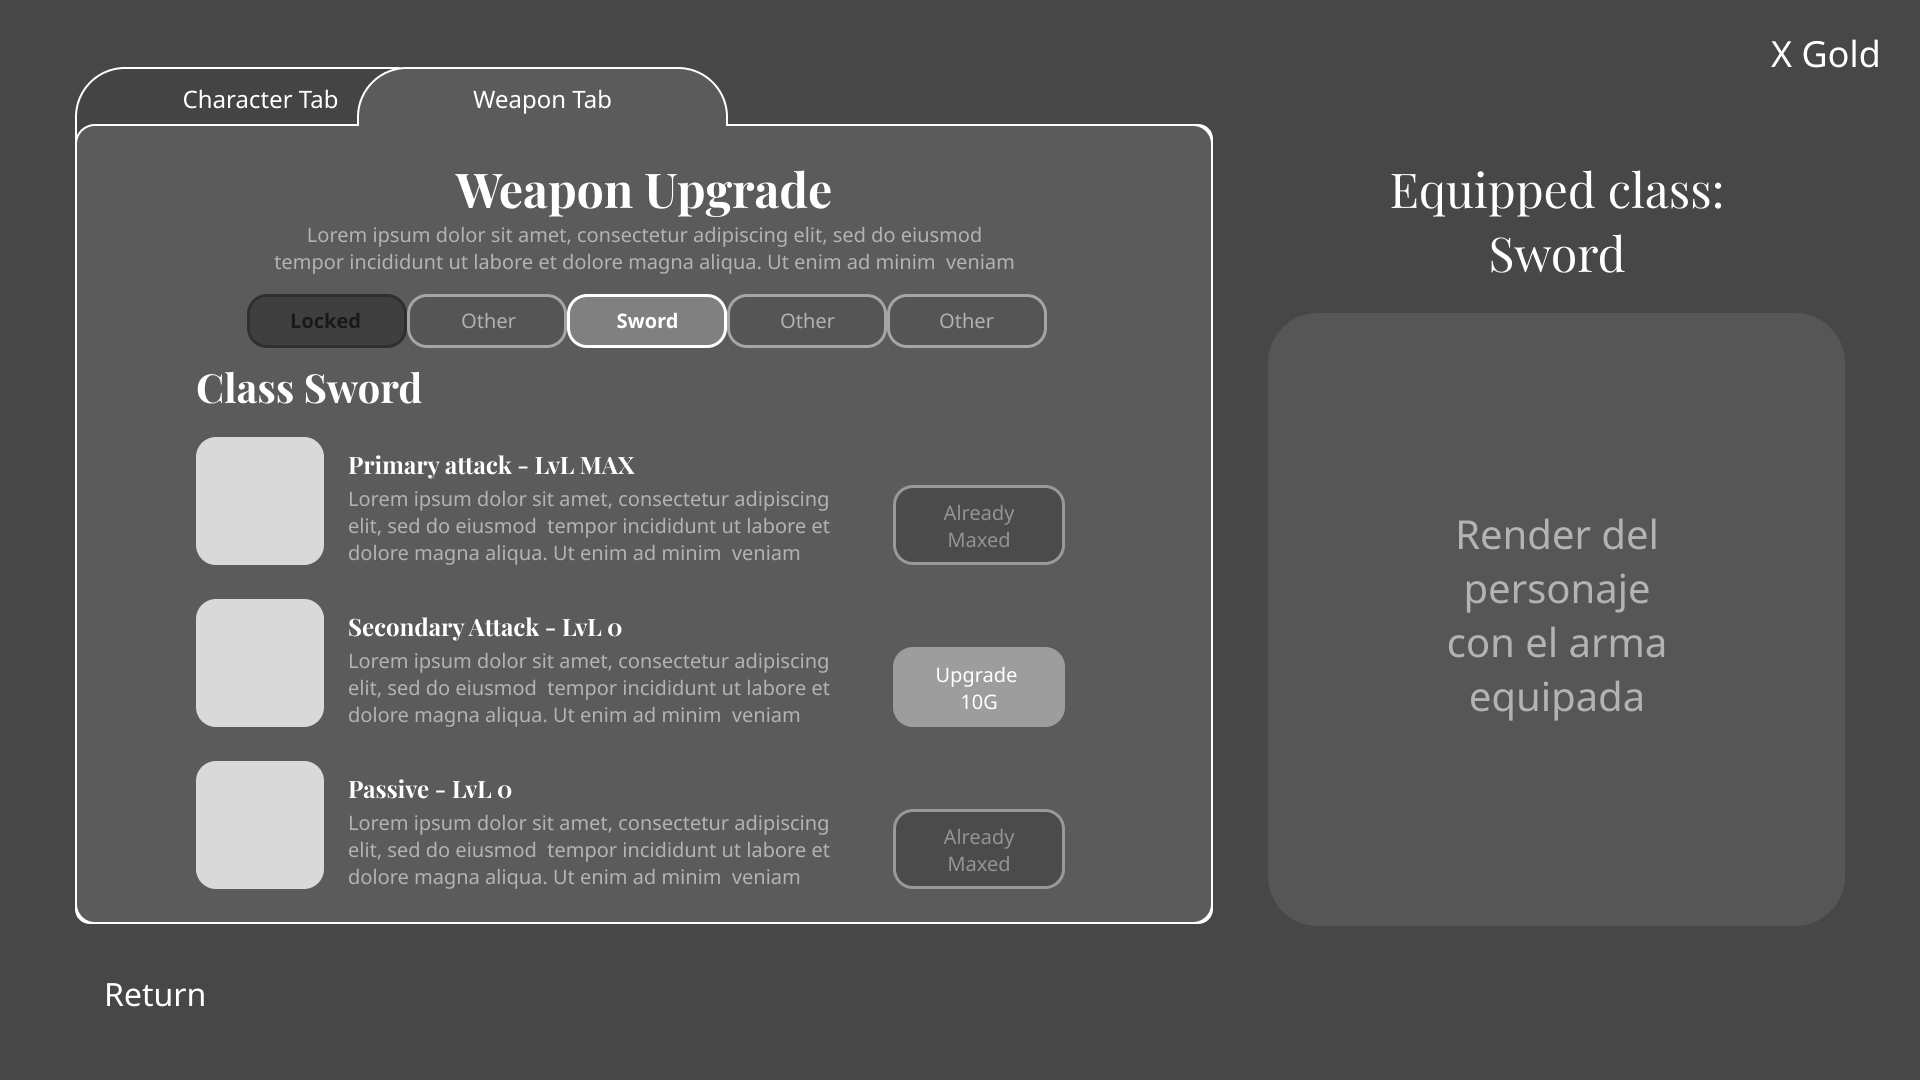 X Gold
Character Tab
Weapon Tab
Weapon Upgrade
Lorem ipsum dolor sit amet, consectetur adipiscing elit, sed do eiusmod
tempor incididunt ut labore et dolore magna aliqua. Ut enim ad minim  veniam
Locked
Other
Sword
Other
Other
Class Sword
Primary attack - LvL MAX
Lorem ipsum dolor sit amet, consectetur adipiscing
elit, sed do eiusmod  tempor incididunt ut labore et
dolore magna aliqua. Ut enim ad minim  veniam
Already
Maxed
Secondary Attack - LvL 0
Lorem ipsum dolor sit amet, consectetur adipiscing
elit, sed do eiusmod  tempor incididunt ut labore et
dolore magna aliqua. Ut enim ad minim  veniam
Upgrade
10G
Passive - LvL 0
Lorem ipsum dolor sit amet, consectetur adipiscing
elit, sed do eiusmod  tempor incididunt ut labore et
dolore magna aliqua. Ut enim ad minim  veniam
Already
Maxed
Equipped class:
Sword
Render del
personaje
con el arma
equipada
Return